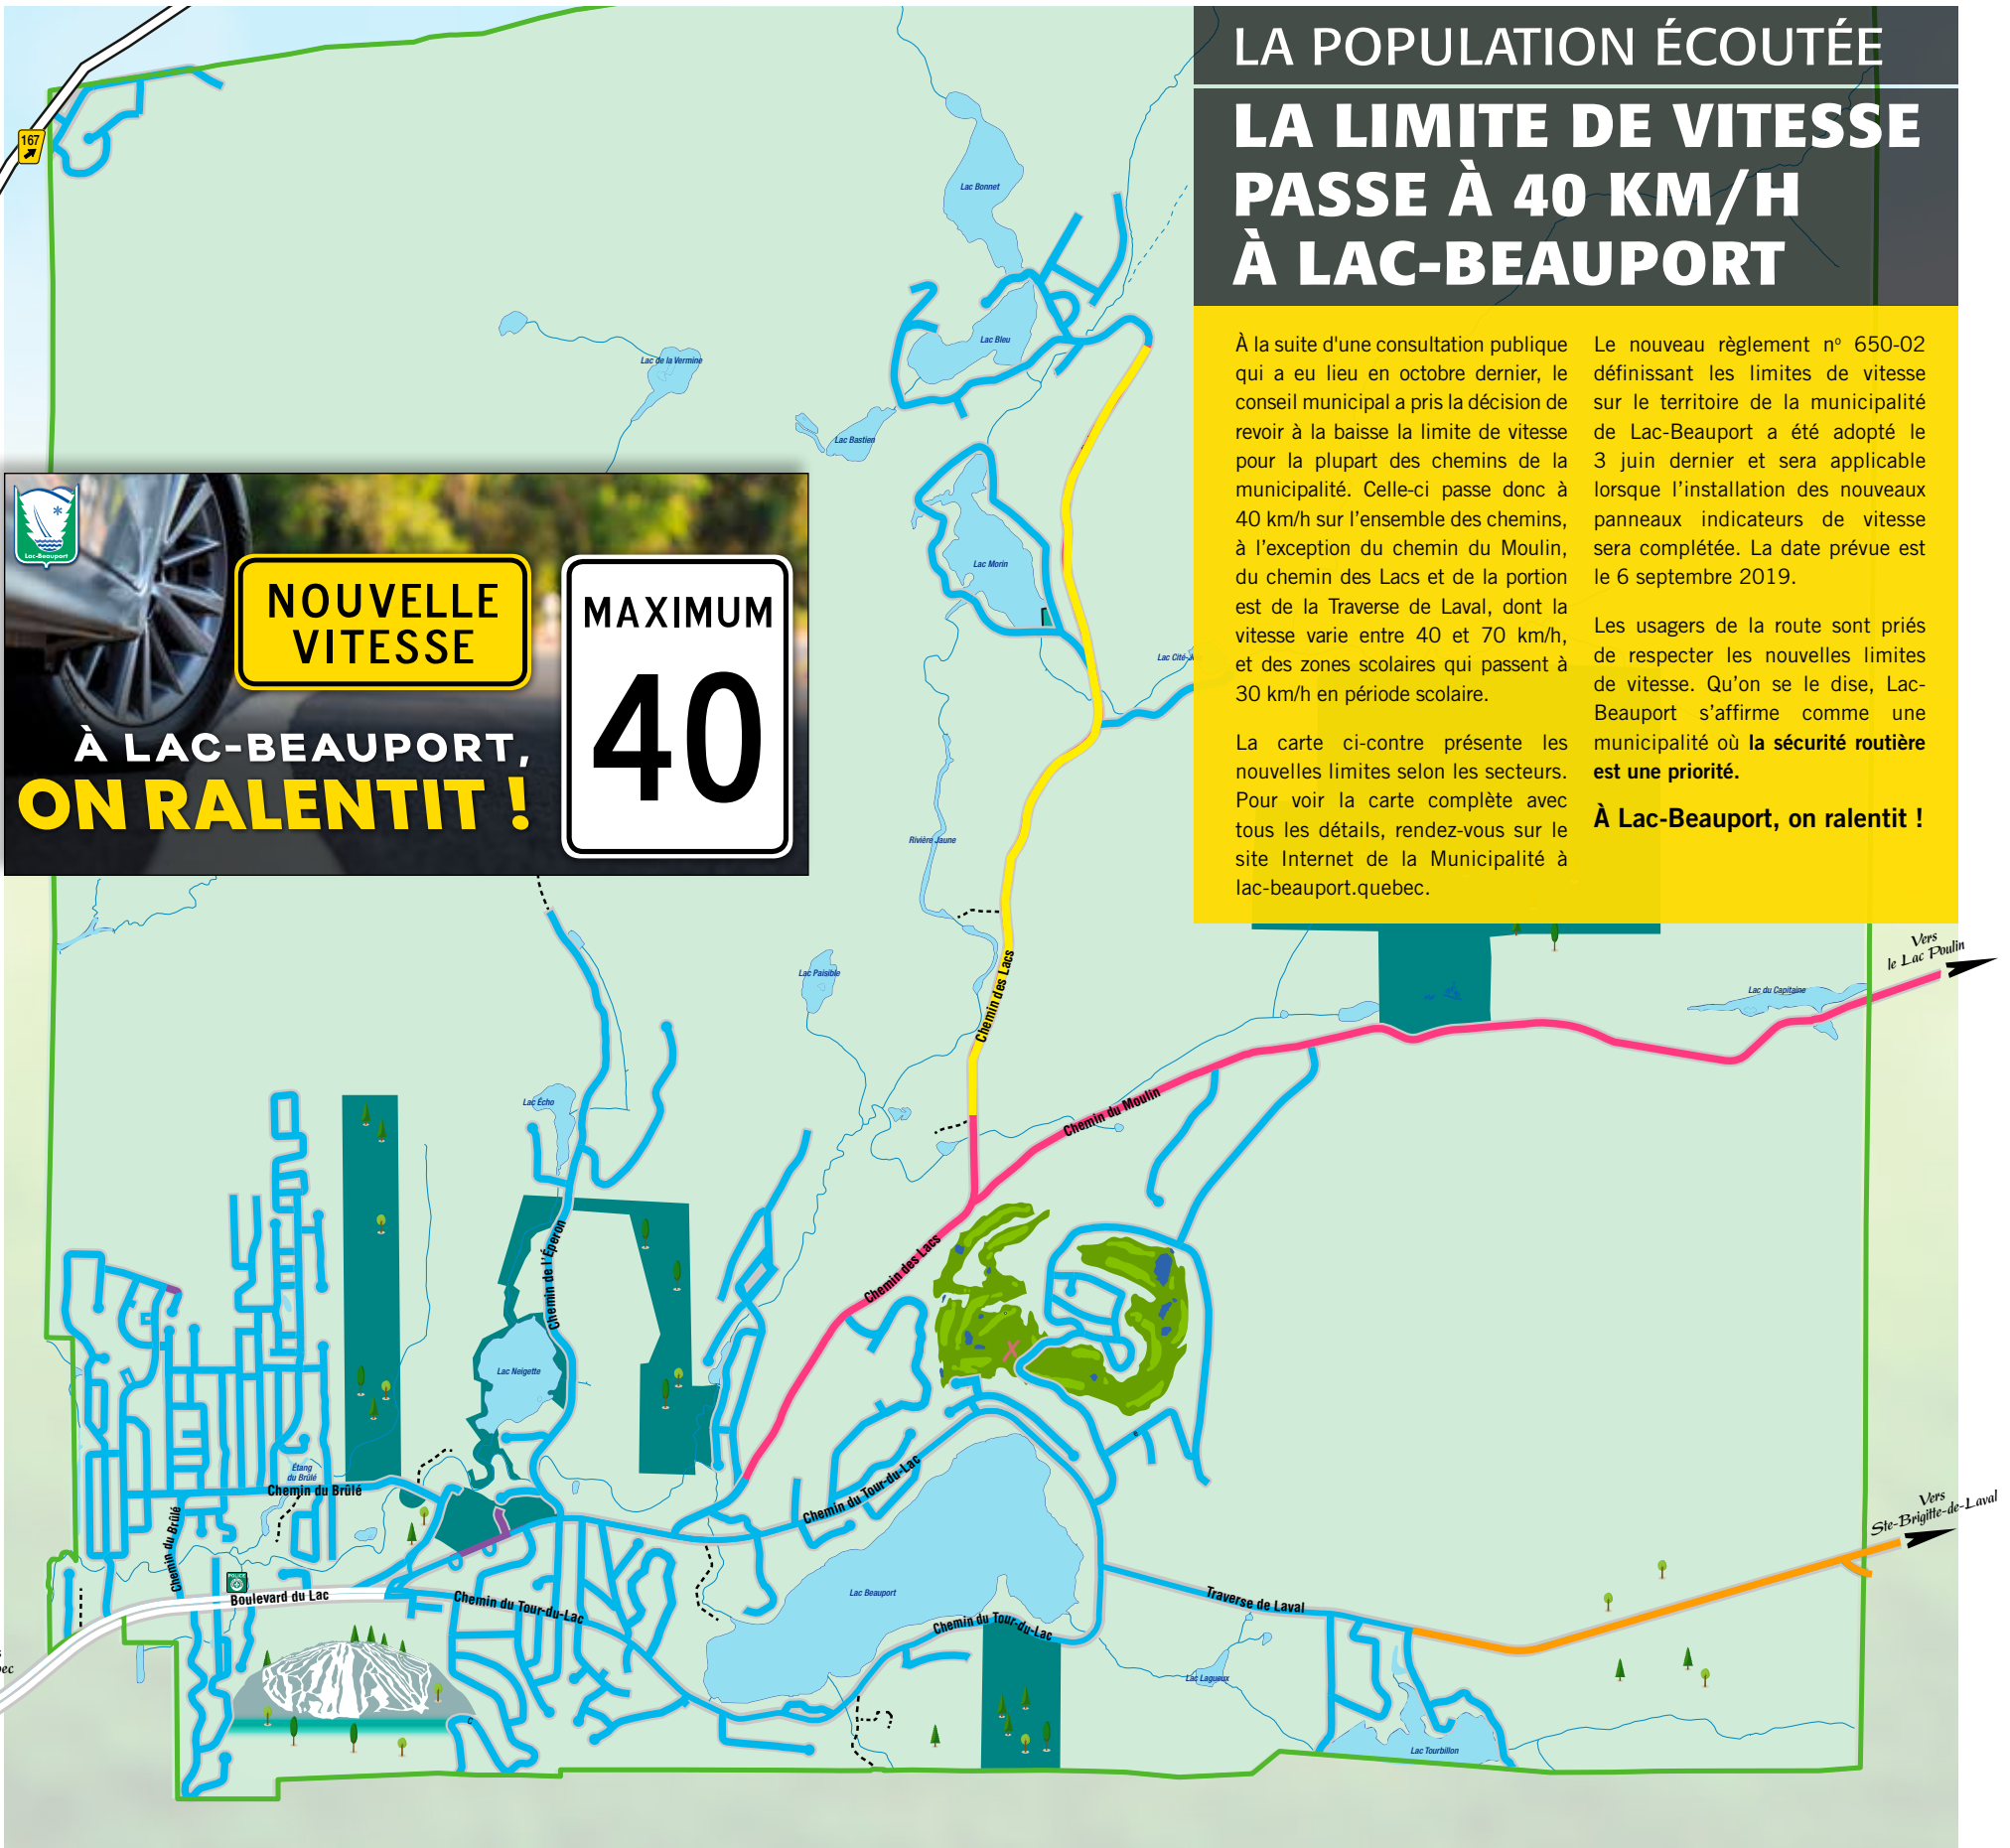 LA POPULATION ÉCOUTÉE
LA LIMITE DE VITESSE
PASSE À 40 KM/H
À LAC-BEAUPORT
À la suite d'une consultation publique
qui a eu lieu en octobre dernier, le
conseil municipal a pris la décision de
revoir à la baisse la limite de vitesse
pour la plupart des chemins de la
municipalité. Celle-ci passe donc à
40 km/h sur l'ensemble des chemins,
à l'exception du chemin du Moulin,
du chemin des Lacs et de la portion
est de la Traverse de Laval, dont la
vitesse varie entre 40 et 70 km/h,
et des zones scolaires qui passent à
30 km/h en période scolaire.
La carte ci-contre présente les
nouvelles limites selon les secteurs.
Pour voir la carte complète avec
tous les détails, rendez-vous sur le
site Internet de la Municipalité à
lac-beauport.quebec.
Le nouveau règlement nº 650-02
définissant les limites de vitesse
sur le territoire de la municipalité
de Lac-Beauport a été adopté le
3 juin dernier et sera applicable
lorsque l'installation des nouveaux
panneaux indicateurs de vitesse
sera complétée. La date prévue est
le 6 septembre 2019.
Les usagers de la route sont priés
de respecter les nouvelles limites
de vitesse. Qu'on se le dise, Lac-
Beauport s'affirme comme une
municipalité où la sécurité routière
est une priorité.
À Lac-Beauport, on ralentit !
167
Lac Bonnet
Lac Bleu
Lac de la Vermine
Lac Bastien
Lac Morin
Lac Cité-J
Lac-Beauport
NOUVELLE
VITESSE
MAXIMUM
40
À LAC-BEAUPORT,
ON RALENTIT !
Rivière Jaune
Lac Paisible
Chemin des Lacs
Vers
le Lac Poulin
Lac du Capitaine
Lac Écho
Chemin du Moulin
Chemin de l'Éperon
Chemin des Lacs
Lac Neigette
Étang
du Brûlé
Chemin du Brûlé
Chemin du Brûlé
Chemin du Tour-du-Lac
Vers
Ste-Brigitte-de-Laval
POLICE
Boulevard du Lac
Chemin du Tour-du-Lac
Lac Beauport
Chemin du Tour-du-Lac
Traverse de Laval
Lac Lagueux
Lac Tourbillon
C